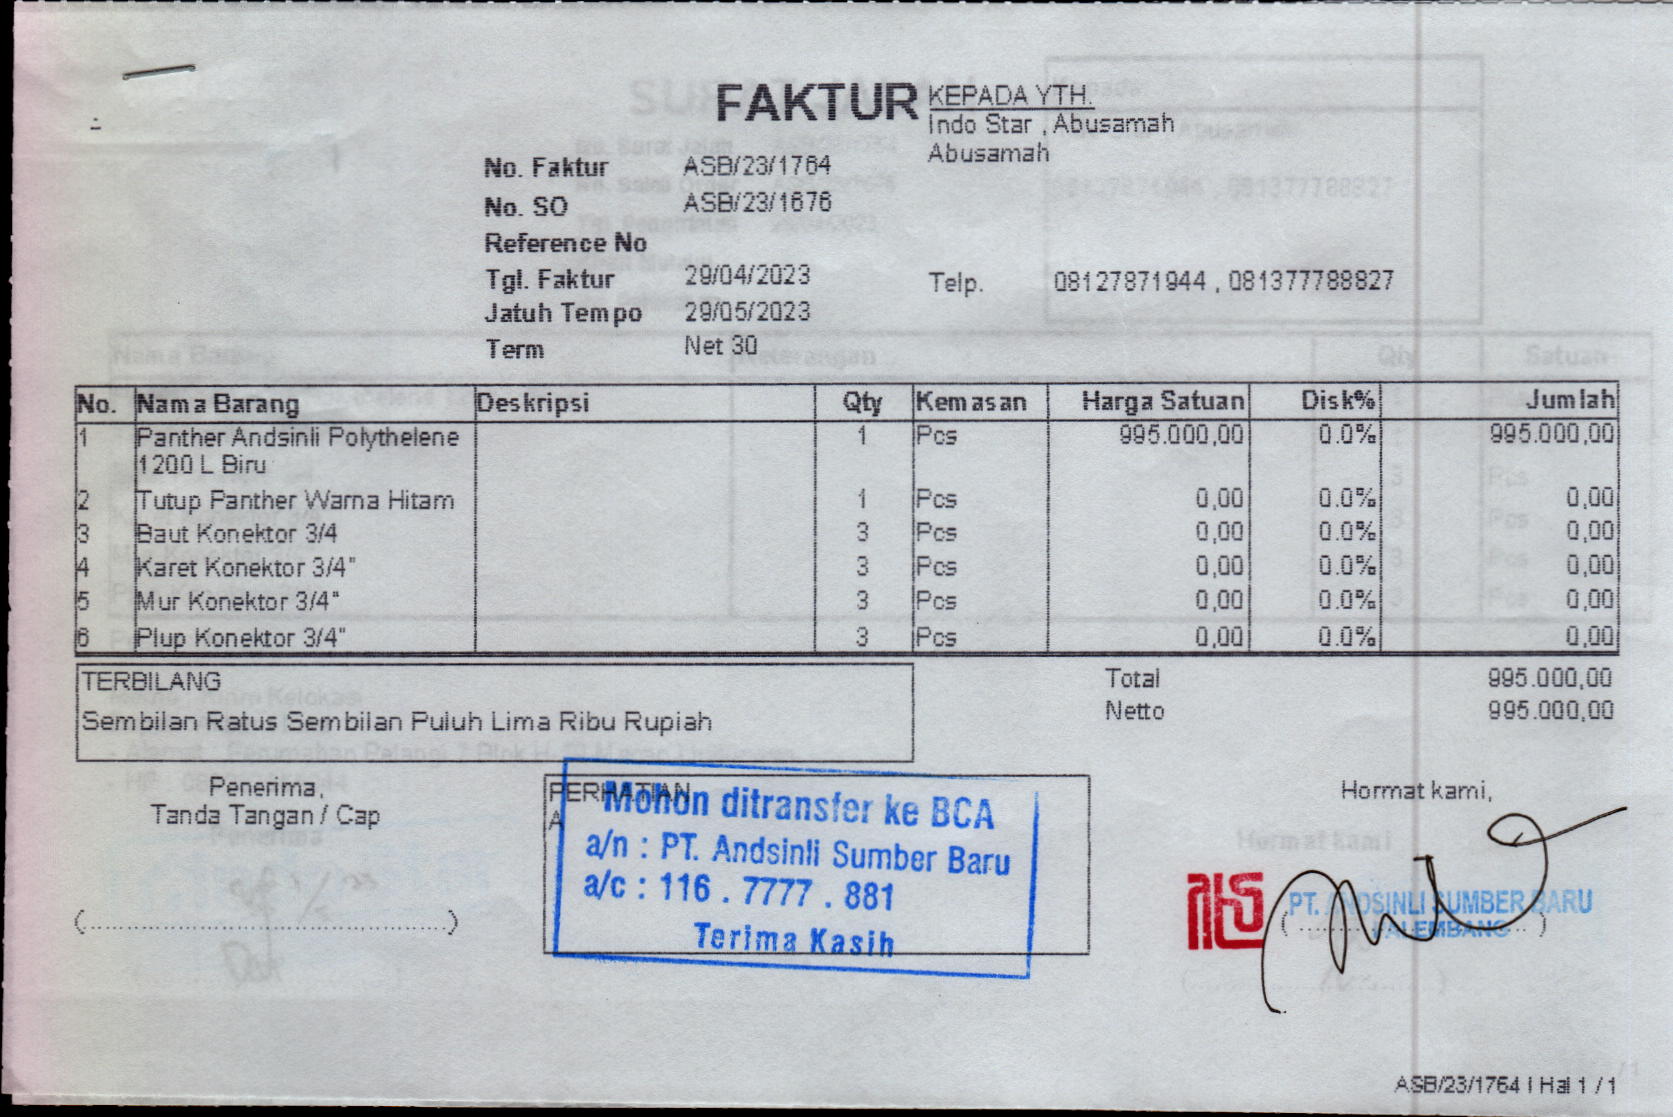 FAKTUR
KEPADA YTH.
Indo Star , Abusamah
Abusamah
No. Faktur ASB/23/1764
No. SO ASB/23/1676
Reference No
Tgl. Faktur 29/04/2023
Telp. 08127871944 , 081377788827
Jatuh Tempo 29/05/2023
Term Net 30
No. Nama Barang Deskripsi Qty Kemasan Harga Satuan Disk% Jumlah
1 Panther Andsinli Polythelene 1 Pcs 995.000,00 0.0% 995.000,00
1200 L Biru
2 Tutup Panther Warna Hitam 1 Pcs 0,00 0.0% 0,00
3 Baut Konektor 3/4 3 Pcs 0,00 0.0% 0,00
4 Karet Konektor 3/4" 3 Pcs 0,00 0.0% 0,00
5 Mur Konektor 3/4" 3 Pcs 0,00 0.0% 0,00
6 Plup Konektor 3/4" 3 Pcs 0,00 0.0% 0,00
TERBILANG
Sembilan Ratus Sembilan Puluh Lima Ribu Rupiah
Total 995.000,00
Netto 995.000,00
Penerima,
Tanda Tangan / Cap
(........................................)
PERHATIAN
A
Mohon ditransfer ke BCA
a/n : PT. Andsinli Sumber Baru
a/c : 116 . 7777 . 881
Terima Kasih
Hormat kami,
PT. ANDSINLI SUMBER BARU
PALEMBANG
ASB/23/1764 | Hal 1 / 1